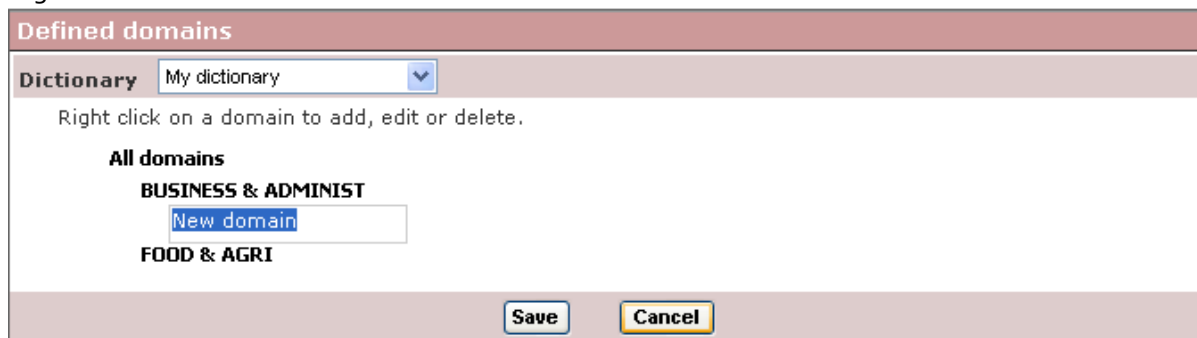 Defined domains
Dictionary My dictionary
Right click on a domain to add, edit or delete.
All domains
BUSINESS & ADMINIST
New domain
FOOD & AGRI
Save Cancel